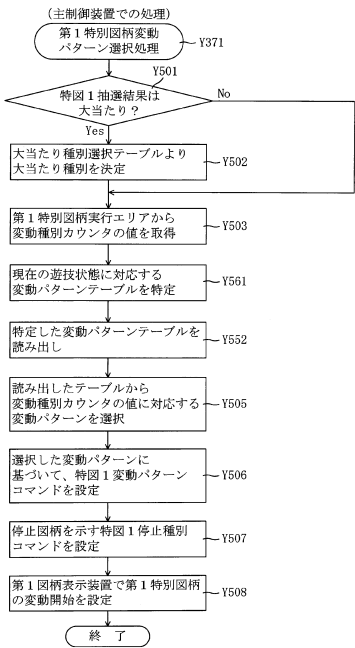 (主制御装置での処理)
第1特別図柄変動
パターン選択処理
Y371
Y501
特図1抽選結果は
大当たり?
No
Yes
大当たり種別選択テーブルより
大当たり種別を決定
Y502
第1特別図柄実行エリアから
変動種別カウンタの値を取得
Y503
現在の遊技状態に対応する
変動パターンテーブルを特定
Y561
特定した変動パターンテーブルを
読み出し
Y552
読み出したテーブルから
変動種別カウンタの値に対応する
変動パターンを選択
Y505
選択した変動パターンに
基づいて、特図1変動パターン
コマンドを設定
Y506
停止図柄を示す特図1停止種別
コマンドを設定
Y507
第1図柄表示装置で第1特別図柄
の変動開始を設定
Y508
終 了